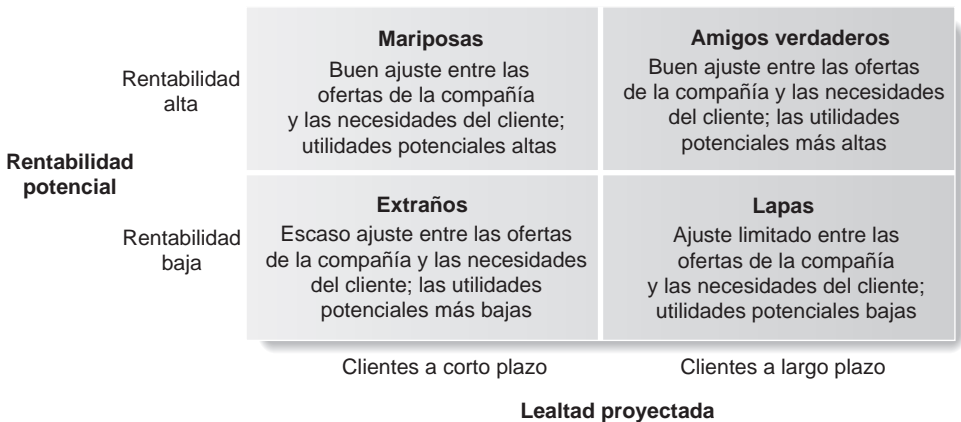 Mariposas
Buen ajuste entre las
ofertas de la compañía
y las necesidades del cliente;
utilidades potenciales altas
Amigos verdaderos
Buen ajuste entre las ofertas
de la compañía y las necesidades
del cliente; las utilidades
potenciales más altas
Rentabilidad
alta
Rentabilidad
potencial
Rentabilidad
baja
Extraños
Escaso ajuste entre las ofertas
de la compañía y las necesidades
del cliente; las utilidades
potenciales más bajas
Lapas
Ajuste limitado entre las
ofertas de la compañía
y las necesidades del cliente;
utilidades potenciales bajas
Clientes a corto plazo
Clientes a largo plazo
Lealtad proyectada